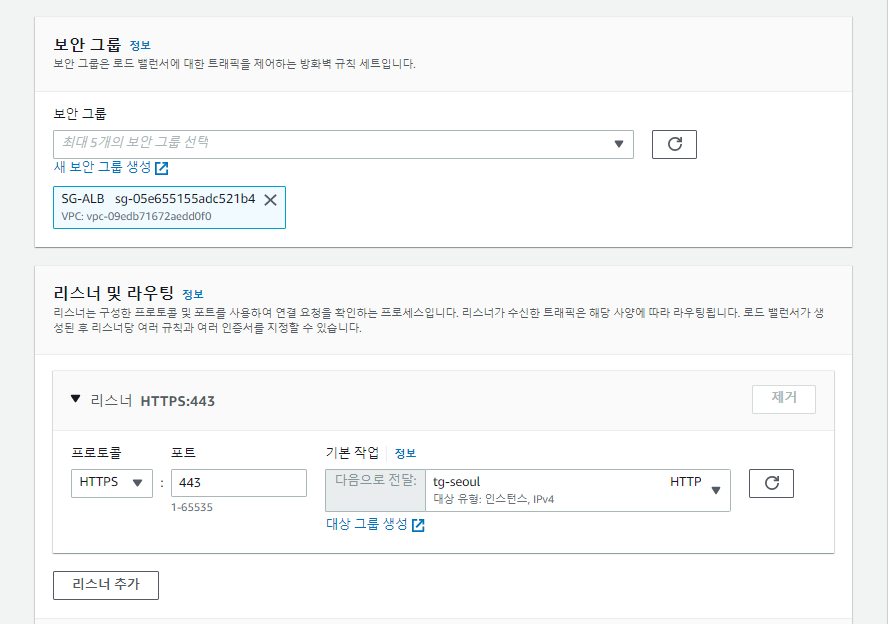 보안 그룹 정보
보안 그룹은 로드 밸런서에 대한 트래픽을 제어하는 방화벽 규칙 세트입니다.
보안 그룹
최대 5개의 보안 그룹 선택
새 보안 그룹 생성
SG-ALB sg-05e655155adc521b4
VPC: vpc-09edb71672aedd0f0
리스너 및 라우팅 정보
리스너는 구성한 프로토콜 및 포트를 사용하여 연결 요청을 확인하는 프로세스입니다. 리스너가 수신한 트래픽은 해당 사양에 따라 라우팅됩니다. 로드 밸런서가 생
성된 후 리스너당 여러 규칙과 여러 인증서를 지정할 수 있습니다.
리스너 HTTPS:443
제거
프로토콜 포트 기본 작업 정보
HTTPS : 443 다음으로 전달: tg-seoul HTTP
대상 유형: 인스턴스, IPv4
1-65535
대상 그룹 생성
리스너 추가